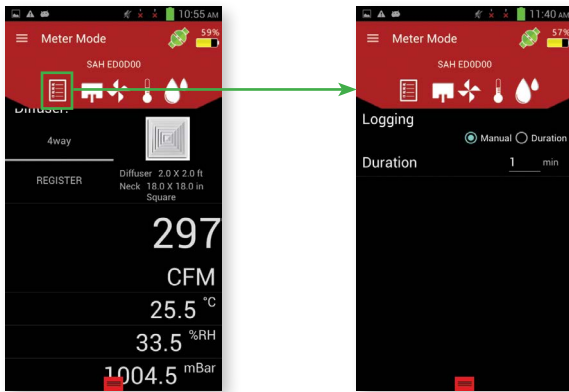 10:55 AM
Meter Mode
59%
SAH ED0D00
Diffuser:
4way
REGISTER
Diffuser 2.0 X 2.0 ft
Neck 18.0 X 18.0 in
Square
297
CFM
25.5 °C
33.5 %RH
1004.5 mBar
11:40 AM
Meter Mode
57%
SAH ED0D00
Logging
Manual Duration
Duration 1 min